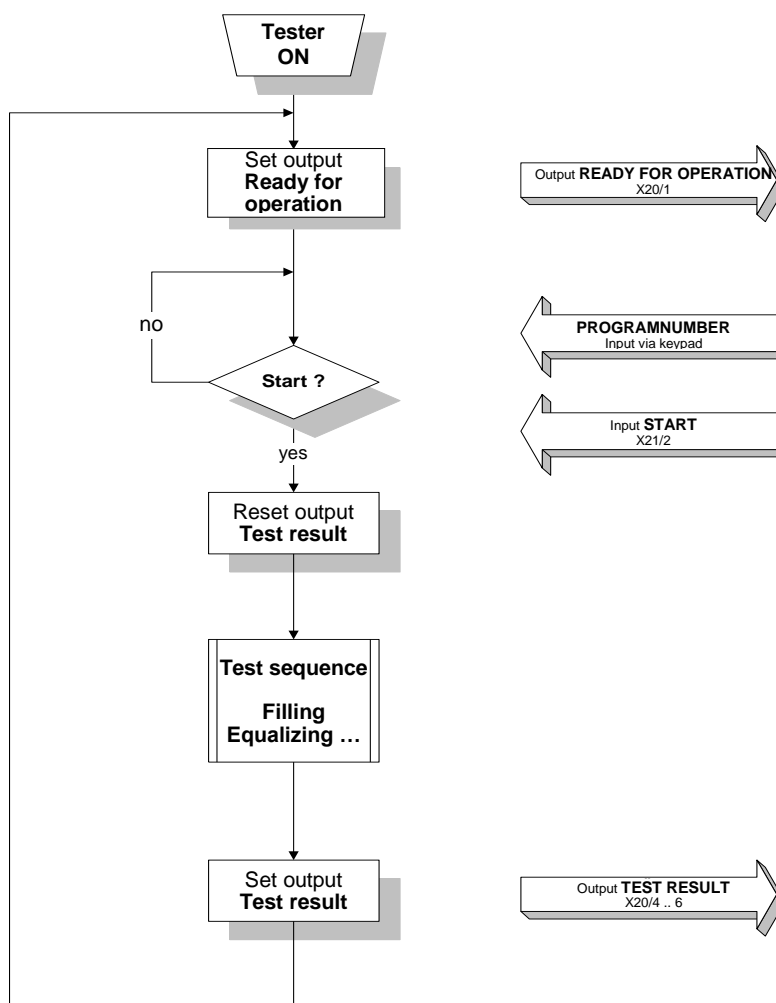 Tester
ON
Set output
Ready for
operation
Output READY FOR OPERATION
X20/1
no
PROGRAMNUMBER
Input via keypad
Start ?
Input START
X21/2
yes
Reset output
Test result
Test sequence
Filling
Equalizing …
Set output
Test result
Output TEST RESULT
X20/4 .. 6